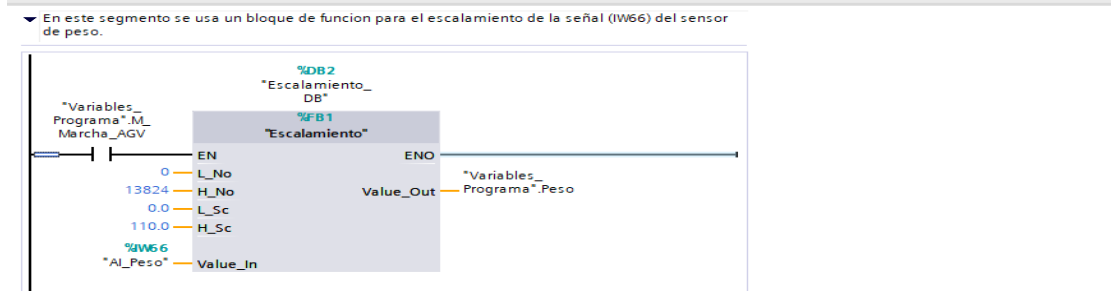 En este segmento se usa un bloque de funcion para el escalamiento de la señal (IW66) del sensor
de peso.
%DB2
"Escalamiento_
DB"
"Variables_
Programa".M_
Marcha_AGV
%FB1
"Escalamiento"
EN
ENO
0
L_No
"Variables_
Programa".Peso
13824
H_No
Value_Out
0.0
L_Sc
110.0
H_Sc
%IW66
"AI_Peso"
Value_In